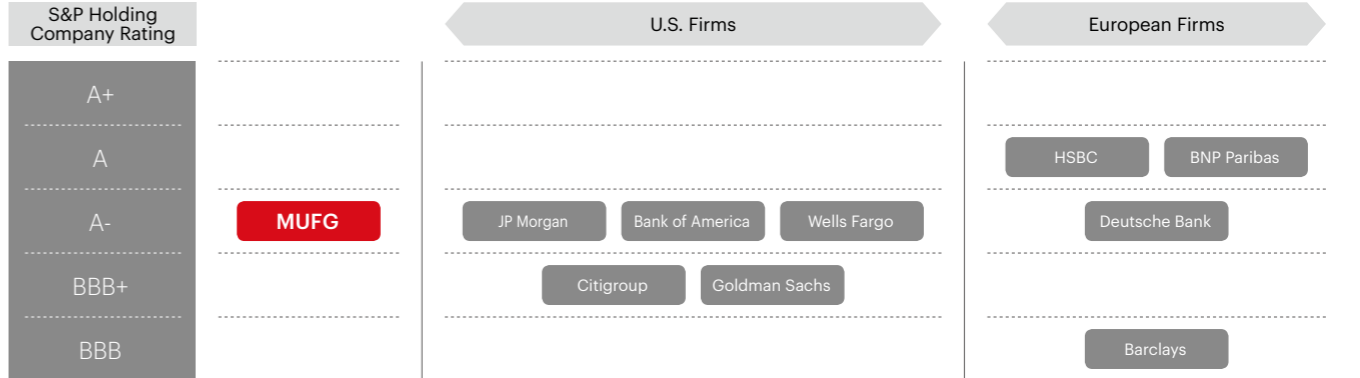 S&P Holding
Company Rating
U.S. Firms
European Firms
A+
A
HSBC
BNP Paribas
A-
MUFG
JP Morgan
Bank of America
Wells Fargo
Deutsche Bank
BBB+
Citigroup
Goldman Sachs
BBB
Barclays